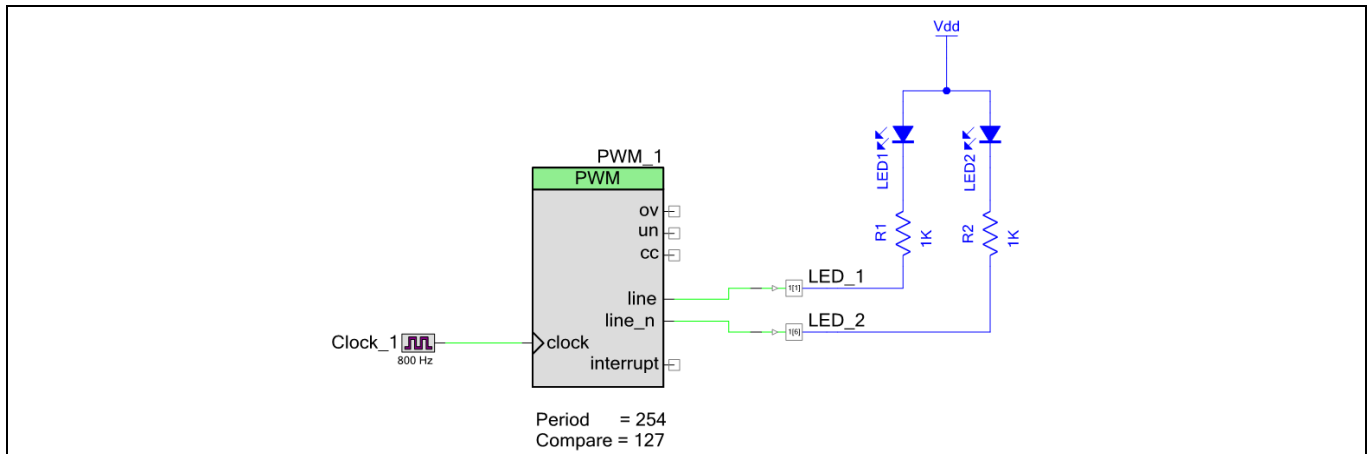 Vdd
LED1
LED2
R1
1K
R2
1K
PWM_1
PWM
ov
un
cc
line
line_n
clock
interrupt
LED_1
1[1]
LED_2
1[6]
Clock_1
800 Hz
Period = 254
Compare = 127